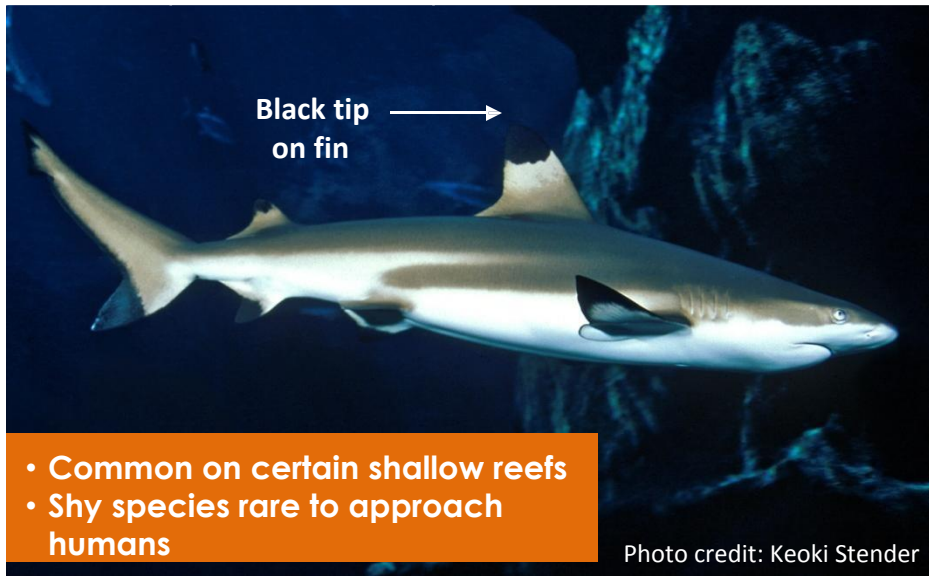 Black tip
on fin
• Common on certain shallow reefs
• Shy species rare to approach
humans
Photo credit: Keoki Stender